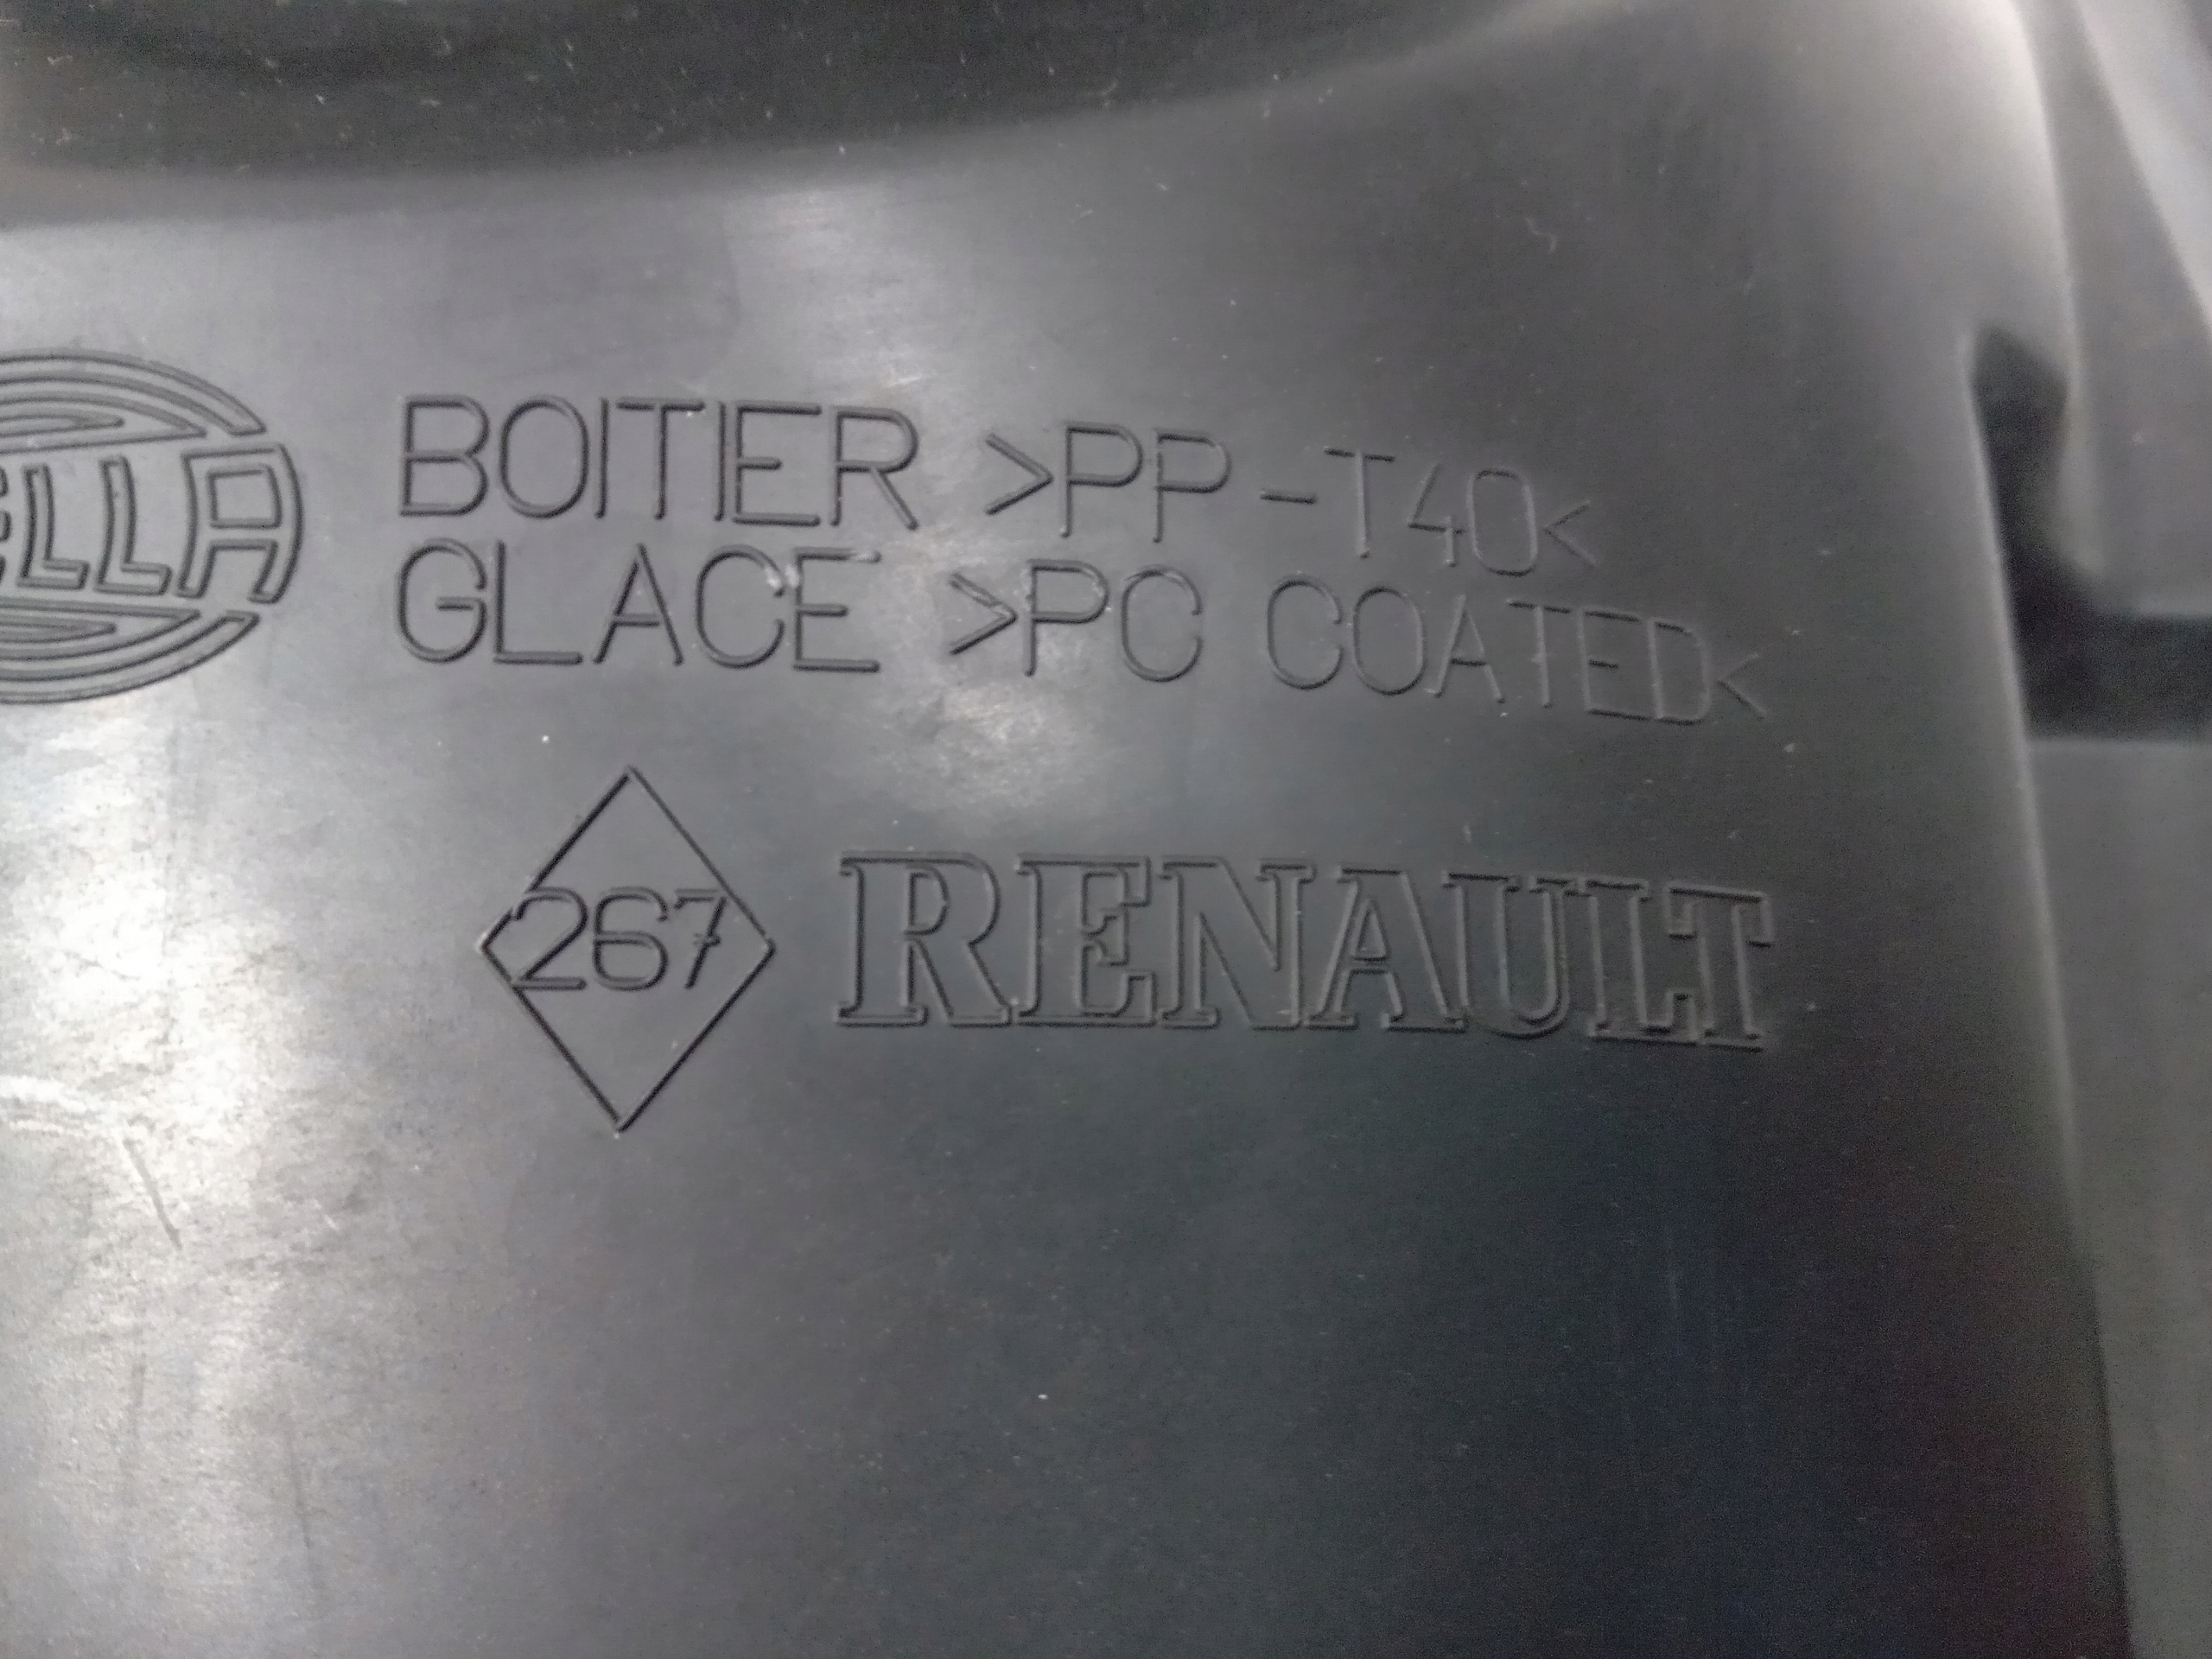 ELLA
BOITIER >PP-T40<
GLACE >PC COATED<
267 RENAULT